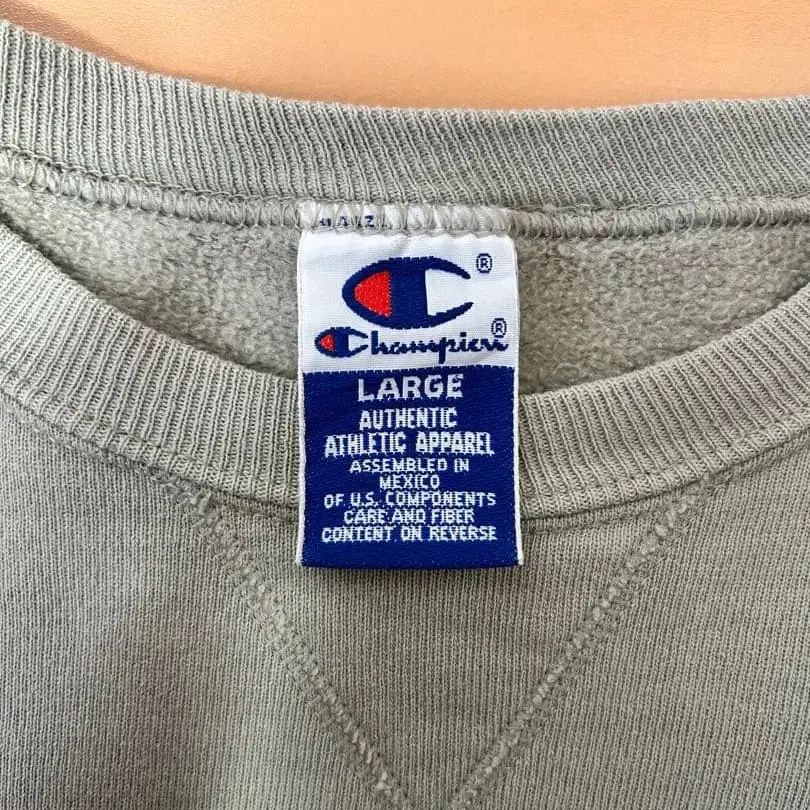 ®
Champion®
LARGE
AUTHENTIC
ATHLETIC APPAREL
ASSEMBLED IN
MEXICO
OF U.S. COMPONENTS
CARE AND FIBER
CONTENT ON REVERSE